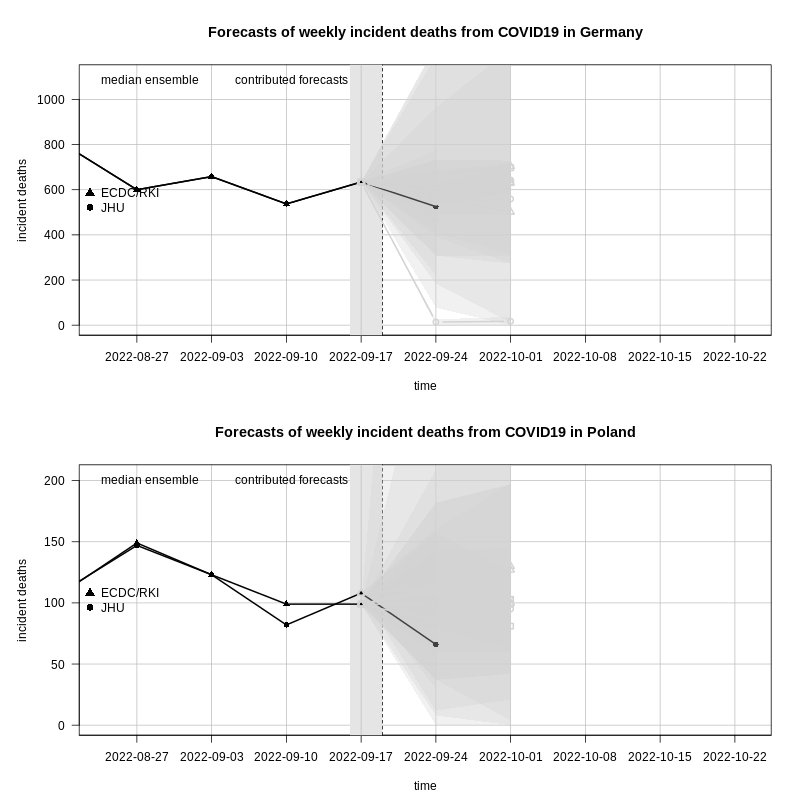 Forecasts of weekly incident deaths from COVID19 in Germany
median ensemble contributed forecasts
1000
800
600
400
200
0
incident deaths
ECDC/RKI
JHU
2022-08-27 2022-09-03 2022-09-10 2022-09-17 2022-09-24 2022-10-01 2022-10-08 2022-10-15 2022-10-22
time
Forecasts of weekly incident deaths from COVID19 in Poland
median ensemble contributed forecasts
200
150
100
50
0
incident deaths
ECDC/RKI
JHU
2022-08-27 2022-09-03 2022-09-10 2022-09-17 2022-09-24 2022-10-01 2022-10-08 2022-10-15 2022-10-22
time